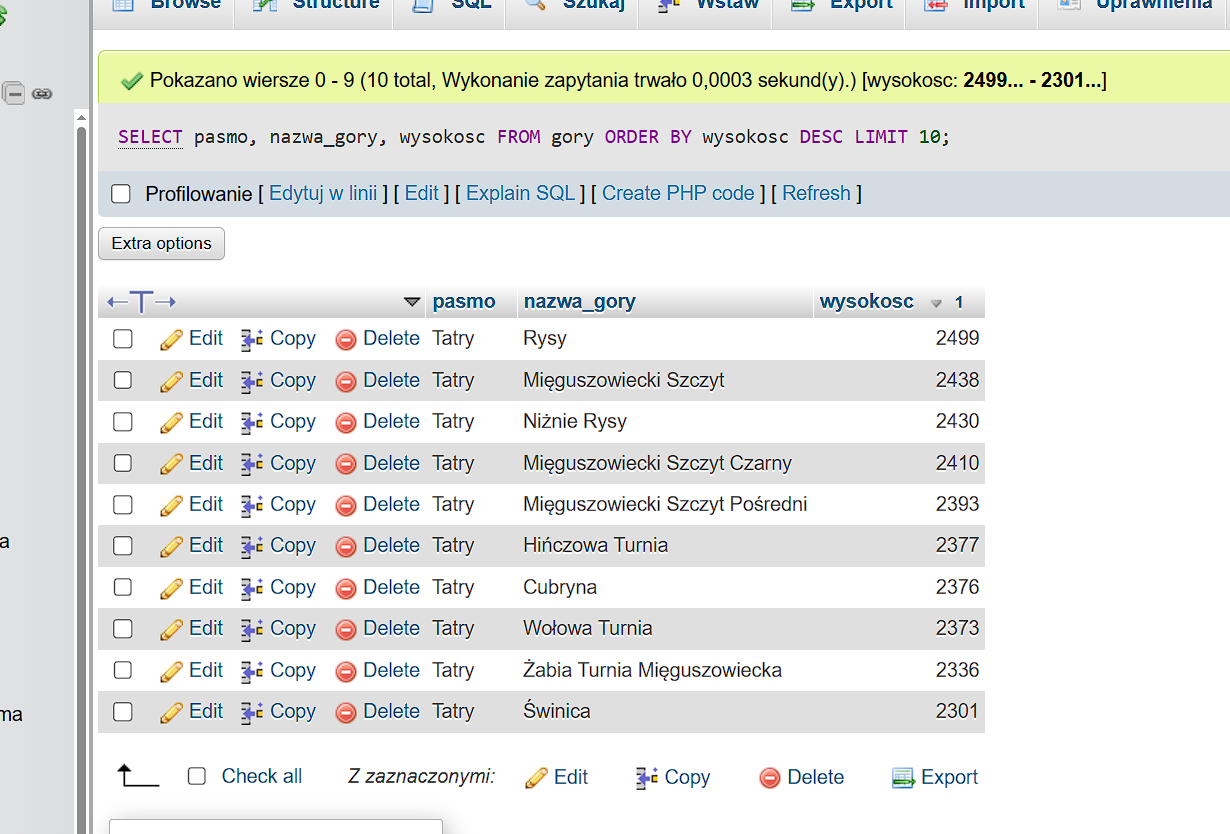 Browse Structure SQL Szukaj Wstaw Export Import Uprawnienia
Pokazano wiersze 0 - 9 (10 total, Wykonanie zapytania trwało 0,0003 sekund(y).) [wysokosc: 2499... - 2301...]
SELECT pasmo, nazwa_gory, wysokosc FROM gory ORDER BY wysokosc DESC LIMIT 10;
Profilowanie [ Edytuj w linii ] [ Edit ] [ Explain SQL ] [ Create PHP code ] [ Refresh ]
Extra options
pasmo nazwa_gory wysokosc 1
Edit Copy Delete Tatry Rysy 2499
Edit Copy Delete Tatry Mięguszowiecki Szczyt 2438
Edit Copy Delete Tatry Niżnie Rysy 2430
Edit Copy Delete Tatry Mięguszowiecki Szczyt Czarny 2410
Edit Copy Delete Tatry Mięguszowiecki Szczyt Pośredni 2393
Edit Copy Delete Tatry Hińczowa Turnia 2377
Edit Copy Delete Tatry Cubryna 2376
Edit Copy Delete Tatry Wołowa Turnia 2373
Edit Copy Delete Tatry Żabia Turnia Mięguszowiecka 2336
Edit Copy Delete Tatry Świnica 2301
Check all Z zaznaczonymi: Edit Copy Delete Export
a
ma